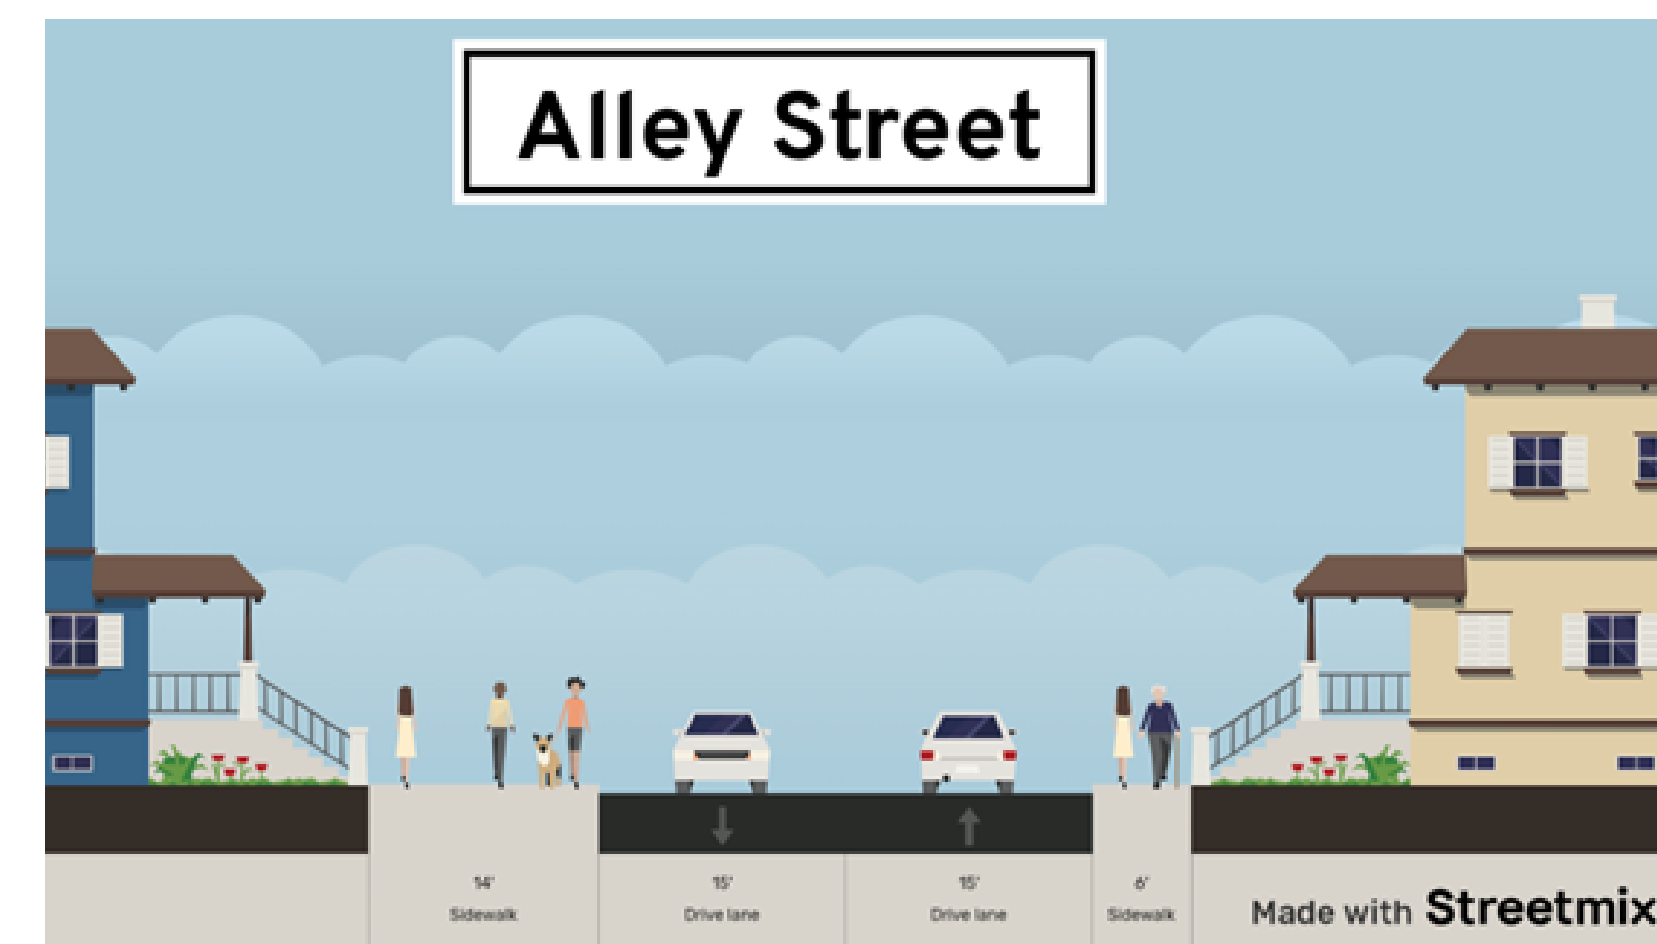 Alley Street
14'
15'
15'
6'
Sidewalk
Drive lane
Drive lane
Sidewalk
Made with Streetmix